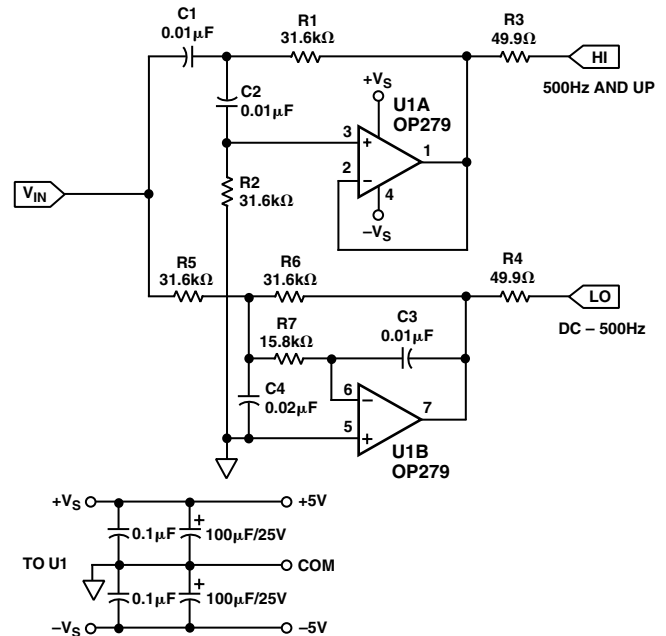 C1
0.01μF
R1
31.6kΩ
R3
49.9Ω
HI
500Hz AND UP
C2
0.01μF
+VS
U1A
OP279
3
+
1
2
−
4
−VS
VIN
R2
31.6kΩ
R5
31.6kΩ
R6
31.6kΩ
R4
49.9Ω
LO
DC – 500Hz
R7
15.8kΩ
C3
0.01μF
C4
0.02μF
6
−
7
5
+
U1B
OP279
+VS
+5V
0.1μF
+
100μF/25V
TO U1
COM
0.1μF
+
100μF/25V
−VS
−5V